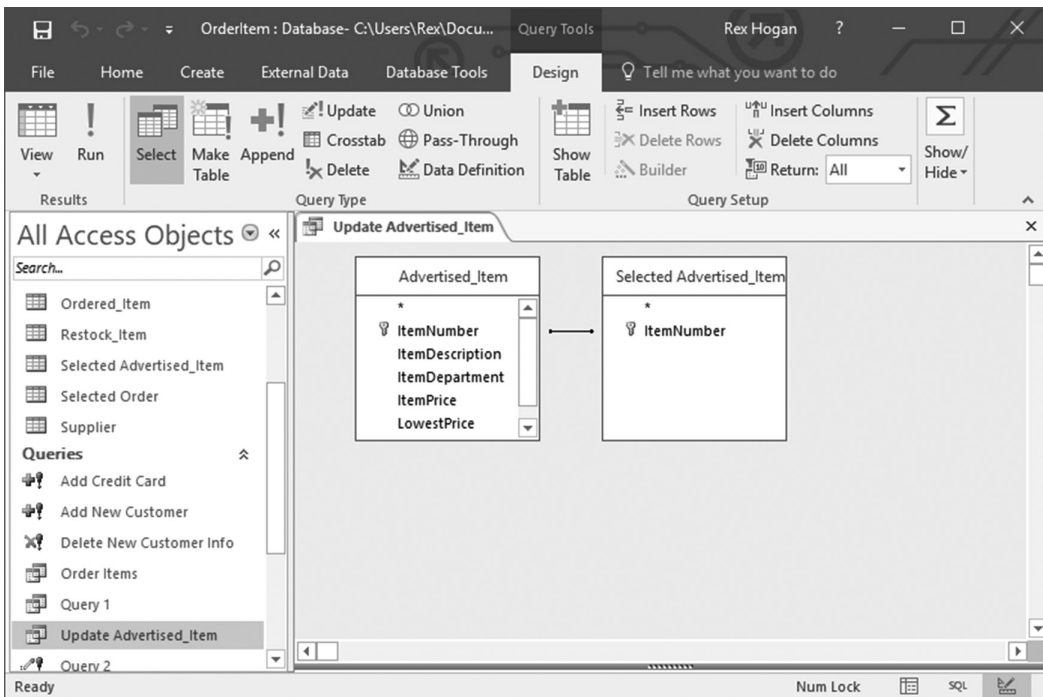 OrderItem : Database- C:\Users\Rex\Docu...
Query Tools
Rex Hogan
?
File
Home
Create
External Data
Database Tools
Design
Tell me what you want to do
View
Run
Select
Make Table
Append
Update
Crosstab
Delete
Union
Pass-Through
Data Definition
Show Table
Insert Rows
Delete Rows
Builder
Insert Columns
Delete Columns
Return: All
Σ
Show/ Hide
Results
Query Type
Query Setup
All Access Objects
«
Search...
Ordered_Item
Restock_Item
Selected Advertised_Item
Selected Order
Supplier
Queries
Add Credit Card
Add New Customer
Delete New Customer Info
Order Items
Query 1
Update Advertised_Item
Query 2
Update Advertised_Item
Advertised_Item
*
ItemNumber
ItemDescription
ItemDepartment
ItemPrice
LowestPrice
Selected Advertised_Item
*
ItemNumber
Ready
Num Lock
SQL